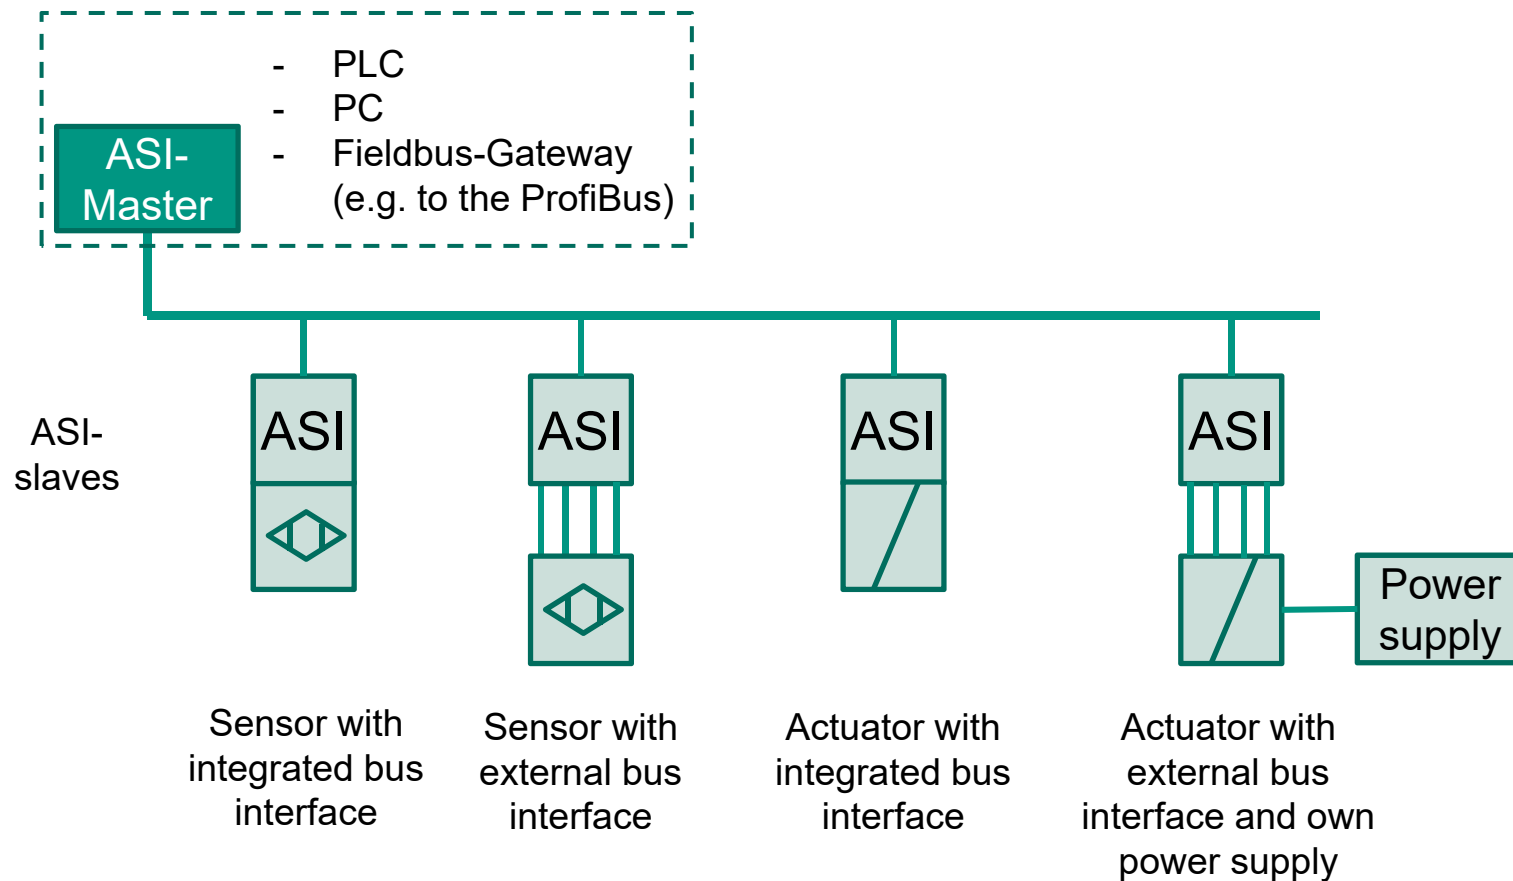 - PLC
- PC
- Fieldbus-Gateway
(e.g. to the ProfiBus)
ASI-
Master
ASI-
slaves
ASI
ASI
ASI
ASI
Power
supply
Sensor with
integrated bus
interface
Sensor with
external bus
interface
Actuator with
integrated bus
interface
Actuator with
external bus
interface and own
power supply